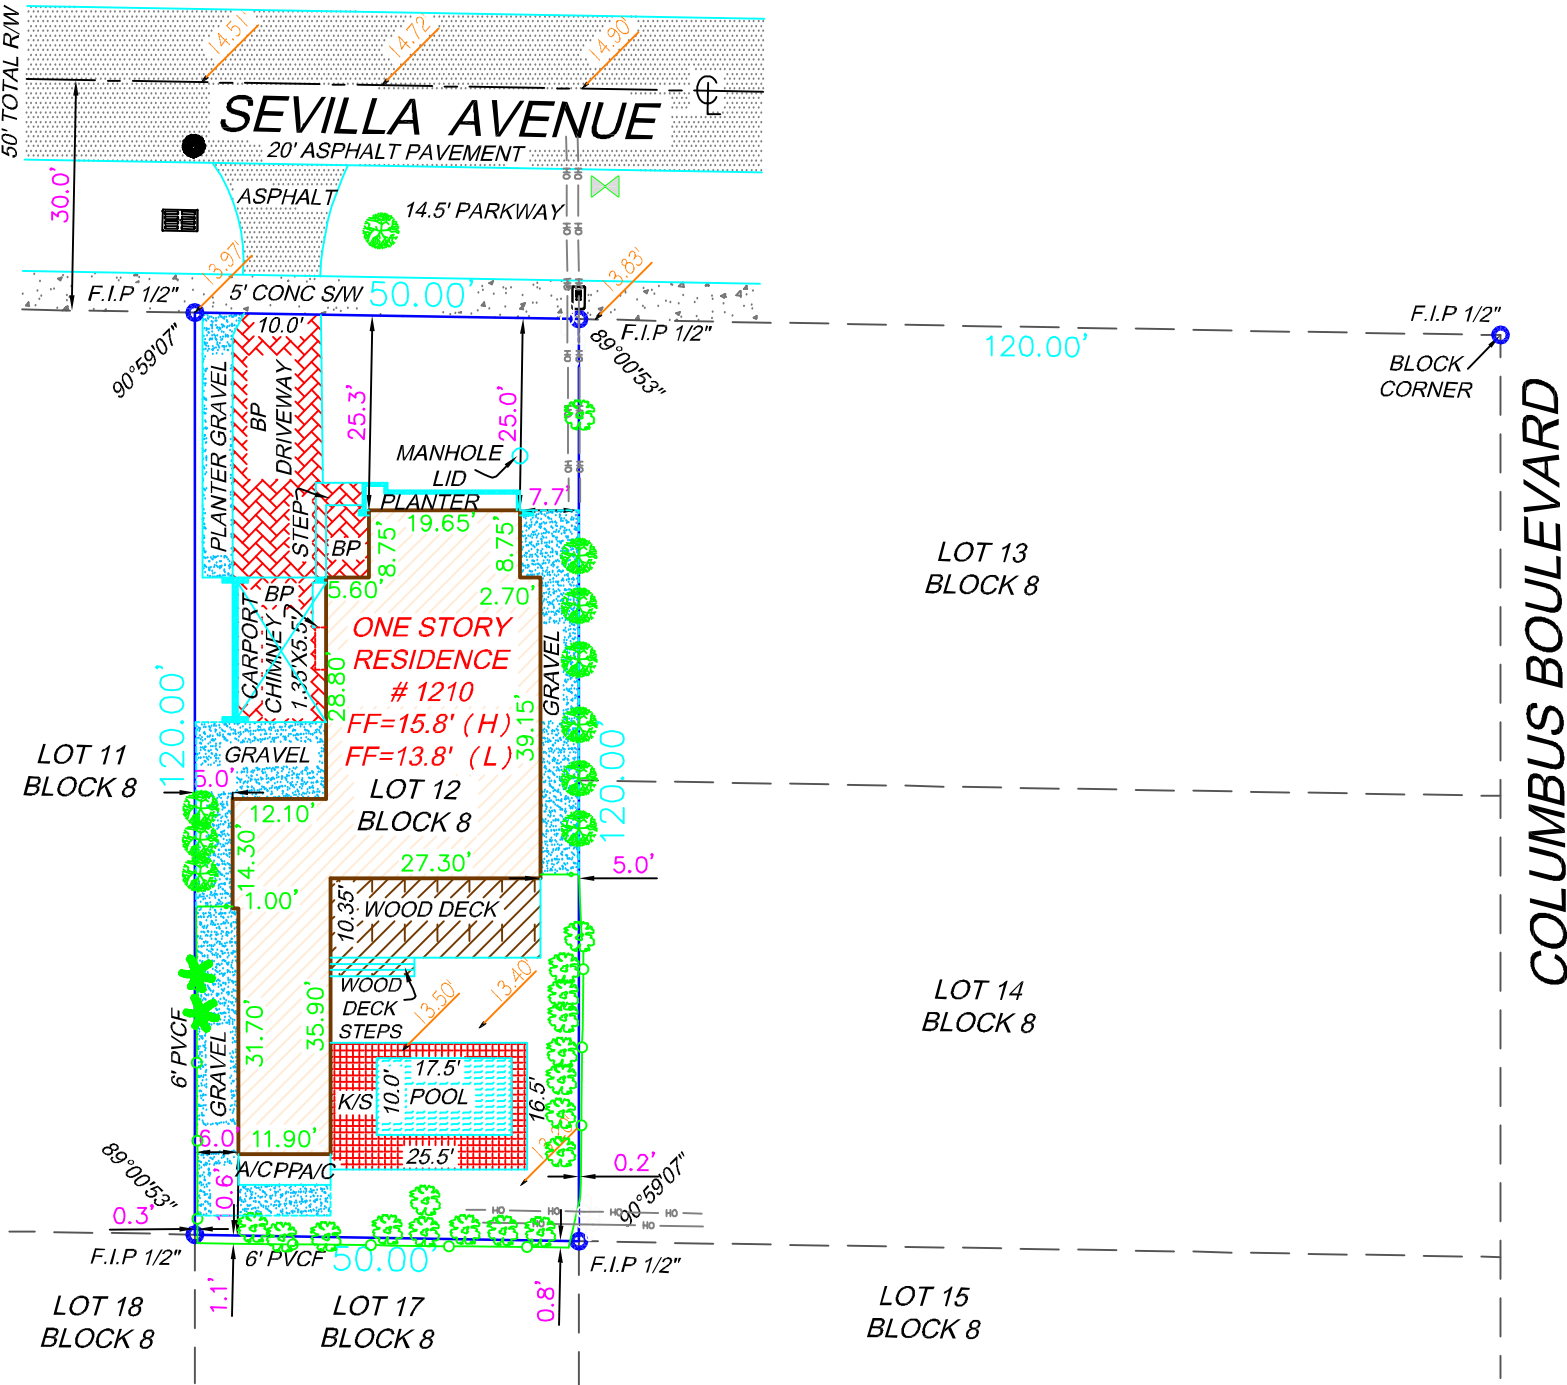 50' TOTAL R/W
14.51'
14.72'
14.90'
SEVILLA AVENUE
20' ASPHALT PAVEMENT
30.0'
ASPHALT
14.5' PARKWAY
13.97'
13.83'
F.I.P 1/2"
5' CONC S/W
50.00'
F.I.P 1/2"
F.I.P 1/2"
120.00'
90°59'07"
89°00'53"
BLOCK
CORNER
COLUMBUS BOULEVARD
10.0'
PLANTER GRAVEL
BP
DRIVEWAY
25.3'
25.0'
MANHOLE
LID
PLANTER
7.7'
STEP
BP
19.65'
8.75'
8.75'
5.60'
2.70'
BP
CARPORT
CHIMNEY
1.35'X5.5'
ONE STORY
RESIDENCE
# 1210
FF=15.8' (H)
FF=13.8' (L)
28.80'
39.15'
GRAVEL
LOT 13
BLOCK 8
120.00'
120.00'
LOT 11
BLOCK 8
GRAVEL
5.0'
LOT 12
BLOCK 8
12.10'
14.30'
27.30'
5.0'
1.00'
10.35'
WOOD DECK
WOOD
DECK
STEPS
13.50'
13.40'
LOT 14
BLOCK 8
6' PVCF
GRAVEL
31.70'
35.90'
17.5'
10.0'
POOL
K/S
16.5'
25.5'
6.0'
11.90'
A/C
PP
A/C
89°00'53"
10.6'
0.3'
0.2'
90°59'07"
OH
OH
OH
OH
OH
F.I.P 1/2"
6' PVCF
50.00'
F.I.P 1/2"
1.1'
0.8'
LOT 18
BLOCK 8
LOT 17
BLOCK 8
LOT 15
BLOCK 8